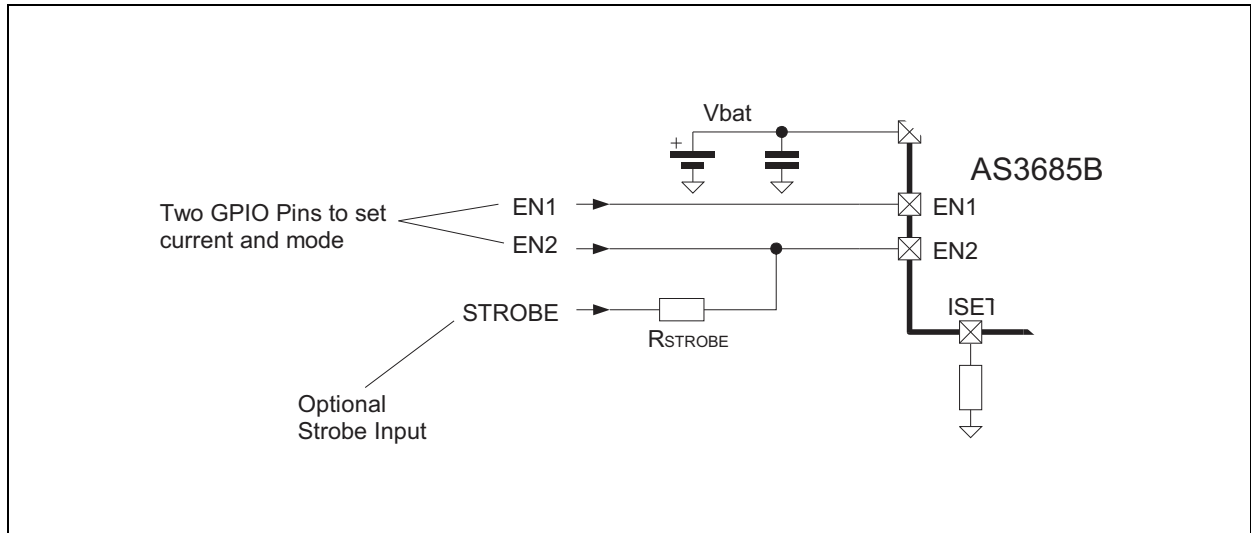 Vbat
+
AS3685B
Two GPIO Pins to set
current and mode
EN1
EN1
EN2
EN2
STROBE
RSTROBE
ISET
Optional
Strobe Input